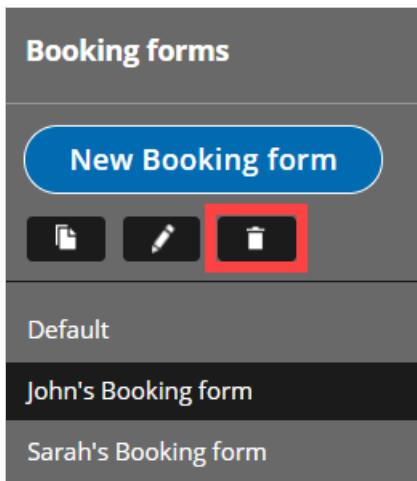 Booking forms
New Booking form
Default
John's Booking form
Sarah's Booking form